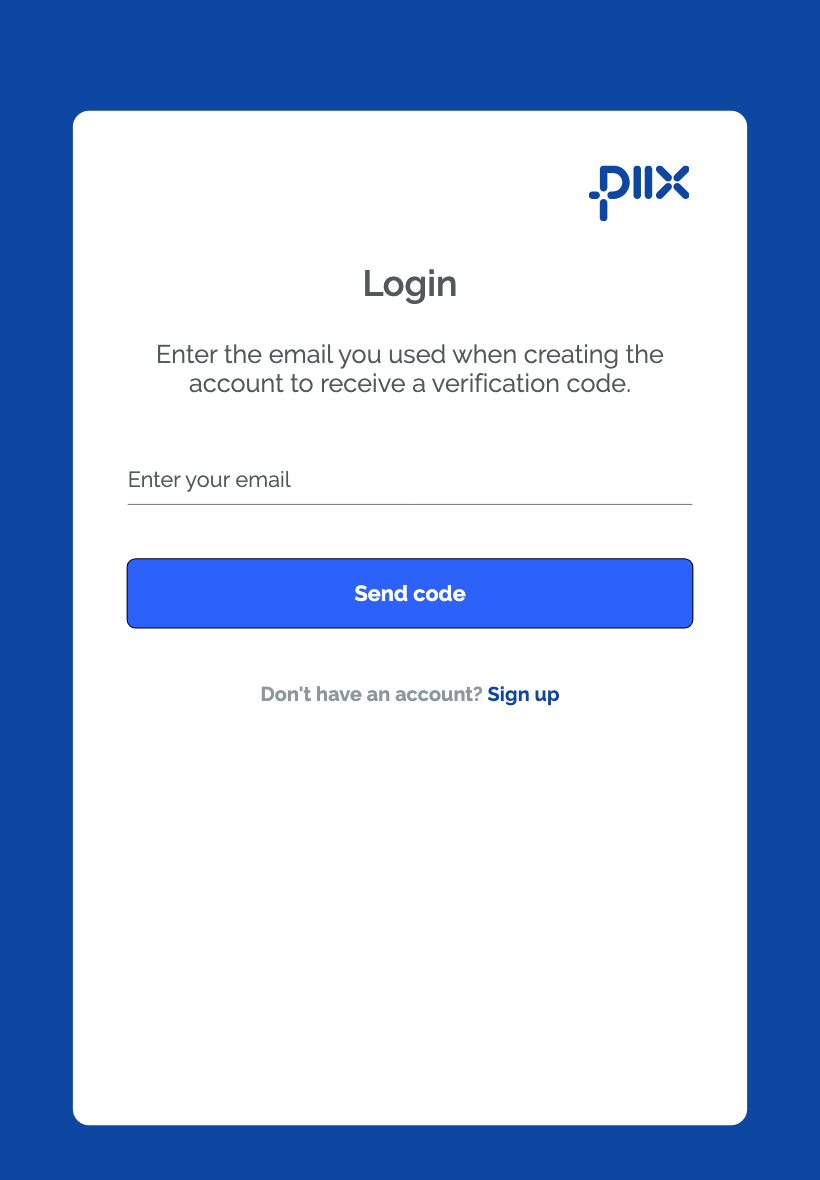 piix
Login
Enter the email you used when creating the
account to receive a verification code.
Enter your email
Send code
Don't have an account? Sign up